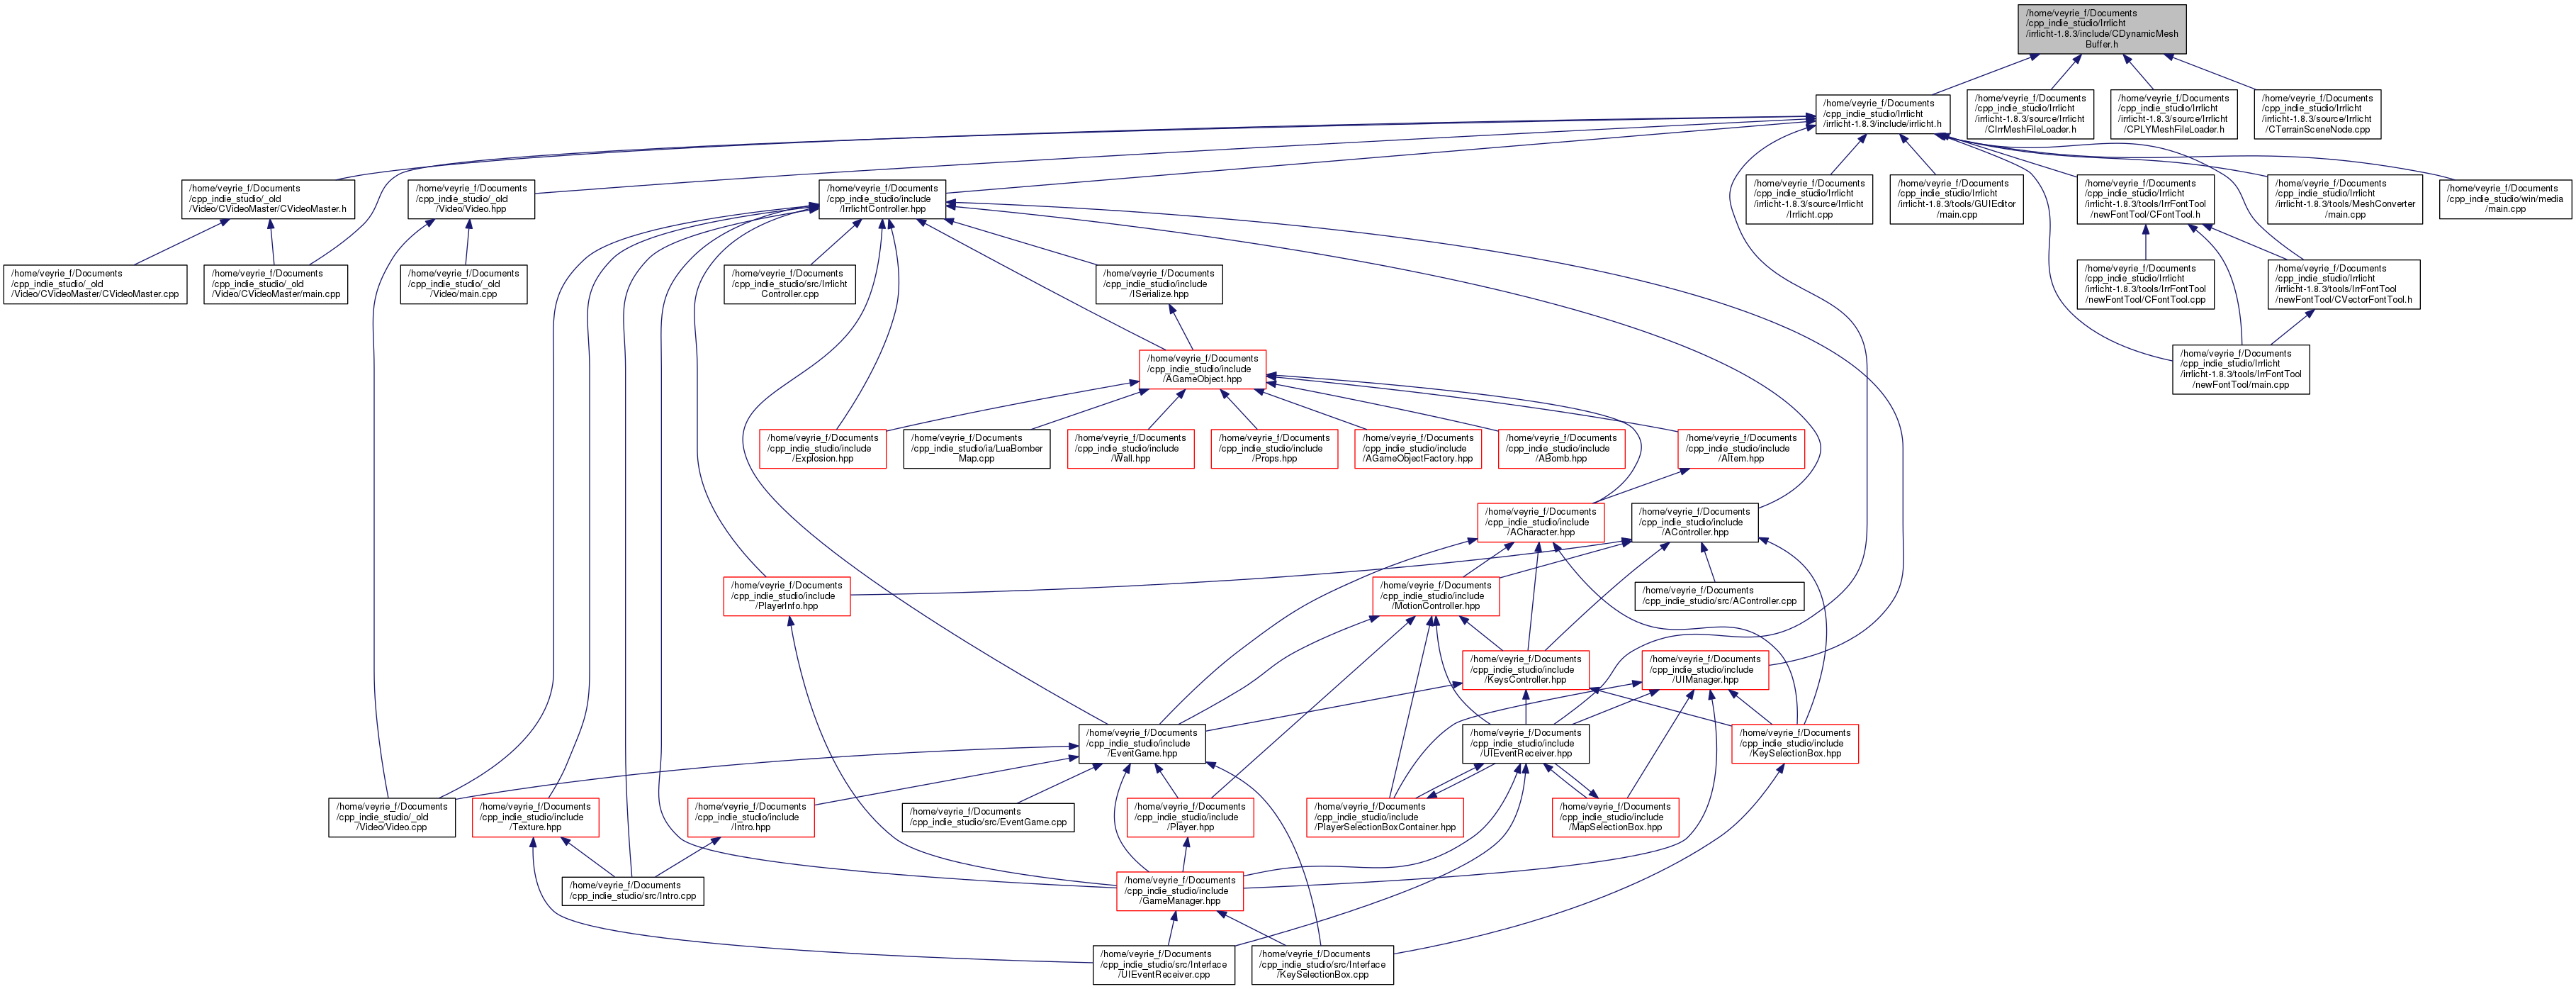 /home/veyrie_f/Documents
/cpp_indie_studio/Irrlicht
/irrlicht-1.8.3/include/CDynamicMesh
Buffer.h
/home/veyrie_f/Documents
/cpp_indie_studio/Irrlicht
/irrlicht-1.8.3/include/irrlicht.h
/home/veyrie_f/Documents
/cpp_indie_studio/Irrlicht
/irrlicht-1.8.3/source/Irrlicht
/CIrrMeshFileLoader.h
/home/veyrie_f/Documents
/cpp_indie_studio/Irrlicht
/irrlicht-1.8.3/source/Irrlicht
/CPLYMeshFileLoader.h
/home/veyrie_f/Documents
/cpp_indie_studio/Irrlicht
/irrlicht-1.8.3/source/Irrlicht
/CTerrainSceneNode.cpp
/home/veyrie_f/Documents
/cpp_indie_studio/_old
/Video/CVideoMaster/CVideoMaster.h
/home/veyrie_f/Documents
/cpp_indie_studio/_old
/Video/Video.hpp
/home/veyrie_f/Documents
/cpp_indie_studio/include
/IrrlichtController.hpp
/home/veyrie_f/Documents
/cpp_indie_studio/Irrlicht
/irrlicht-1.8.3/source/Irrlicht
/Irrlicht.cpp
/home/veyrie_f/Documents
/cpp_indie_studio/Irrlicht
/irrlicht-1.8.3/tools/GUIEditor
/main.cpp
/home/veyrie_f/Documents
/cpp_indie_studio/Irrlicht
/irrlicht-1.8.3/tools/IrrFontTool
/newFontTool/CFontTool.h
/home/veyrie_f/Documents
/cpp_indie_studio/Irrlicht
/irrlicht-1.8.3/tools/MeshConverter
/main.cpp
/home/veyrie_f/Documents
/cpp_indie_studio/win/media
/main.cpp
/home/veyrie_f/Documents
/cpp_indie_studio/_old
/Video/CVideoMaster/CVideoMaster.cpp
/home/veyrie_f/Documents
/cpp_indie_studio/_old
/Video/CVideoMaster/main.cpp
/home/veyrie_f/Documents
/cpp_indie_studio/_old
/Video/main.cpp
/home/veyrie_f/Documents
/cpp_indie_studio/src/Irrlicht
Controller.cpp
/home/veyrie_f/Documents
/cpp_indie_studio/include
/ISerialize.hpp
/home/veyrie_f/Documents
/cpp_indie_studio/Irrlicht
/irrlicht-1.8.3/tools/IrrFontTool
/newFontTool/CFontTool.cpp
/home/veyrie_f/Documents
/cpp_indie_studio/Irrlicht
/irrlicht-1.8.3/tools/IrrFontTool
/newFontTool/CVectorFontTool.h
/home/veyrie_f/Documents
/cpp_indie_studio/include
/AGameObject.hpp
/home/veyrie_f/Documents
/cpp_indie_studio/Irrlicht
/irrlicht-1.8.3/tools/IrrFontTool
/newFontTool/main.cpp
/home/veyrie_f/Documents
/cpp_indie_studio/include
/Explosion.hpp
/home/veyrie_f/Documents
/cpp_indie_studio/ia/LuaBomber
Map.cpp
/home/veyrie_f/Documents
/cpp_indie_studio/include
/Wall.hpp
/home/veyrie_f/Documents
/cpp_indie_studio/include
/Props.hpp
/home/veyrie_f/Documents
/cpp_indie_studio/include
/AGameObjectFactory.hpp
/home/veyrie_f/Documents
/cpp_indie_studio/include
/ABomb.hpp
/home/veyrie_f/Documents
/cpp_indie_studio/include
/AItem.hpp
/home/veyrie_f/Documents
/cpp_indie_studio/include
/ACharacter.hpp
/home/veyrie_f/Documents
/cpp_indie_studio/include
/AController.hpp
/home/veyrie_f/Documents
/cpp_indie_studio/include
/PlayerInfo.hpp
/home/veyrie_f/Documents
/cpp_indie_studio/include
/MotionController.hpp
/home/veyrie_f/Documents
/cpp_indie_studio/src/AController.cpp
/home/veyrie_f/Documents
/cpp_indie_studio/include
/KeysController.hpp
/home/veyrie_f/Documents
/cpp_indie_studio/include
/UIManager.hpp
/home/veyrie_f/Documents
/cpp_indie_studio/include
/EventGame.hpp
/home/veyrie_f/Documents
/cpp_indie_studio/include
/UIEventReceiver.hpp
/home/veyrie_f/Documents
/cpp_indie_studio/include
/KeySelectionBox.hpp
/home/veyrie_f/Documents
/cpp_indie_studio/_old
/Video/Video.cpp
/home/veyrie_f/Documents
/cpp_indie_studio/include
/Texture.hpp
/home/veyrie_f/Documents
/cpp_indie_studio/include
/Intro.hpp
/home/veyrie_f/Documents
/cpp_indie_studio/src/EventGame.cpp
/home/veyrie_f/Documents
/cpp_indie_studio/include
/Player.hpp
/home/veyrie_f/Documents
/cpp_indie_studio/include
/PlayerSelectionBoxContainer.hpp
/home/veyrie_f/Documents
/cpp_indie_studio/include
/MapSelectionBox.hpp
/home/veyrie_f/Documents
/cpp_indie_studio/src/Intro.cpp
/home/veyrie_f/Documents
/cpp_indie_studio/include
/GameManager.hpp
/home/veyrie_f/Documents
/cpp_indie_studio/src/Interface
/UIEventReceiver.cpp
/home/veyrie_f/Documents
/cpp_indie_studio/src/Interface
/KeySelectionBox.cpp